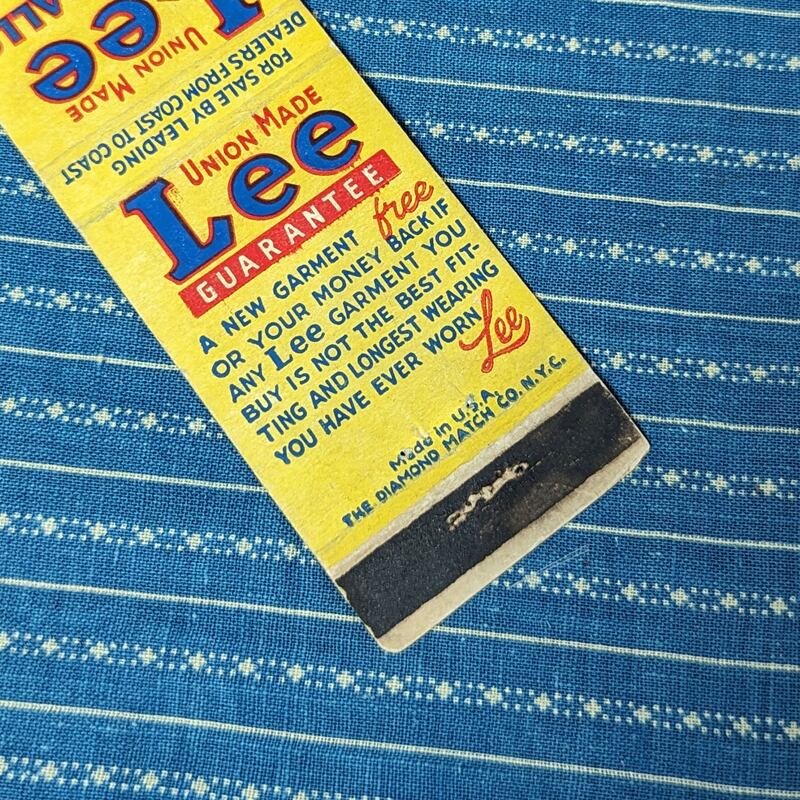 Lee
UNION MADE
FOR SALE BY LEADING
DEALERS FROM COAST TO COAST
UNION MADE
Lee
GUARANTEE
A NEW GARMENT free
OR YOUR MONEY BACK IF
ANY Lee GARMENT YOU
BUY IS NOT THE BEST FIT-
TING AND LONGEST WEARING
YOU HAVE EVER WORN Lee
Made in U.S.A.
THE DIAMOND MATCH CO. N.Y.C.